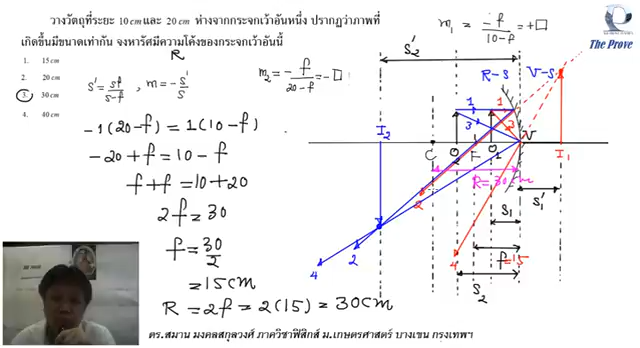 วางวัตถุที่ระยะ 10 cm และ 20 cm ห่างจากกระจกเว้าอันหนึ่ง ปรากฏว่าภาพที่
เกิดขึ้นมีขนาดเท่ากัน จงหารัศมีความโค้งของกระจกเว้าอันนี้
R
1. 15 cm
2. 20 cm
3. 30 cm
4. 40 cm
s' = sf/s-f , m = -s'/s
m₁ = -f/10-f = +□
m₂ = -f/20-f = -□
The Prove
-1(20-f) = 1(10-f)
-20+f = 10-f
f+f = 10+20
2f = 30
f = 30/2
= 15 cm
R = 2f = 2(15) = 30 cm
S₂'
R-S
V-S
1
1
3
3
V
I₂
C
O₂
F
O₁
I₁
R=30 cm
2
S₁
S₁'
4
2
4
f=15
S₂
ดร.สมาน มงคลสกุลวงศ์ ภาควิชาฟิสิกส์ ม.เกษตรศาสตร์ บางเขน กรุงเทพฯ